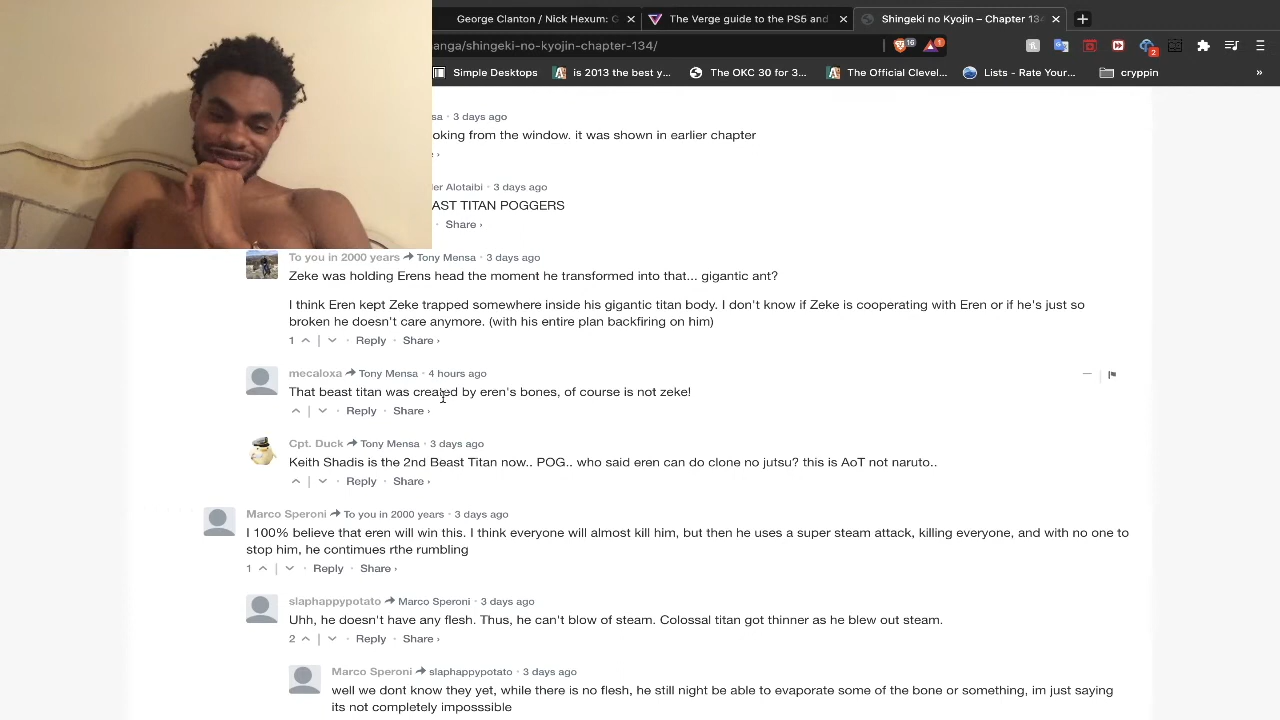 George Clanton / Nick Hexum: G
The Verge guide to the PS5 and
Shingeki no Kyojin – Chapter 134
anga/shingeki-no-kyojin-chapter-134/
16
1
2
Simple Desktops
is 2013 the best y...
The OKC 30 for 3...
The Official Clevel...
Lists - Rate Your...
cryppin
»
sa · 3 days ago
oking from the window. it was shown in earlier chapter
er Alotaibi · 3 days ago
AST TITAN POGGERS
· Share ›
To you in 2000 years Tony Mensa · 3 days ago
Zeke was holding Erens head the moment he transformed into that... gigantic ant?
I think Eren kept Zeke trapped somewhere inside his gigantic titan body. I don't know if Zeke is cooperating with Eren or if he's just so
broken he doesn't care anymore. (with his entire plan backfiring on him)
1 | · Reply · Share ›
mecaloxa Tony Mensa · 4 hours ago
That beast titan was created by eren's bones, of course is not zeke!
| · Reply · Share ›
Cpt. Duck Tony Mensa · 3 days ago
Keith Shadis is the 2nd Beast Titan now.. POG.. who said eren can do clone no jutsu? this is AoT not naruto..
| · Reply · Share ›
Marco Speroni To you in 2000 years · 3 days ago
I 100% believe that eren will win this. I think everyone will almost kill him, but then he uses a super steam attack, killing everyone, and with no one to
stop him, he contimues rthe rumbling
1 | · Reply · Share ›
slaphappypotato Marco Speroni · 3 days ago
Uhh, he doesn't have any flesh. Thus, he can't blow of steam. Colossal titan got thinner as he blew out steam.
2 | · Reply · Share ›
Marco Speroni slaphappypotato · 3 days ago
well we dont know they yet, while there is no flesh, he still night be able to evaporate some of the bone or something, im just saying
its not completely imposssible